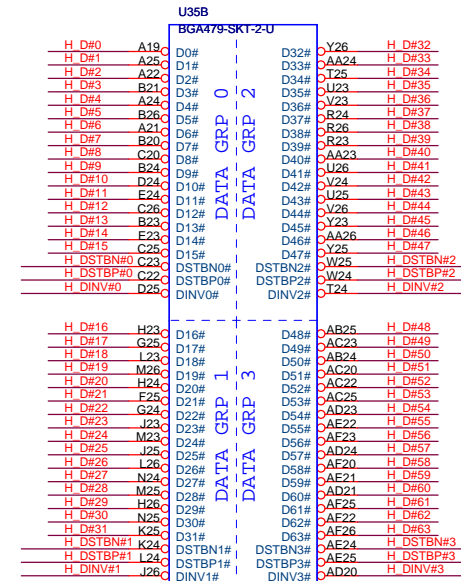 U35B
BGA479-SKT-2-U
H_D#0 A19 D0# D32# Y26 H_D#32
H_D#1 A25 D1# D33# AA24 H_D#33
H_D#2 A22 D2# D34# T25 H_D#34
H_D#3 B21 D3# D35# U23 H_D#35
H_D#4 A24 D4# D36# V23 H_D#36
H_D#5 B26 D5# D37# R24 H_D#37
H_D#6 A21 D6# D38# R26 H_D#38
H_D#7 B20 D7# D39# R23 H_D#39
H_D#8 C20 D8# D40# AA23 H_D#40
H_D#9 B24 D9# D41# U26 H_D#41
H_D#10 D24 D10# D42# V24 H_D#42
H_D#11 E24 D11# D43# U25 H_D#43
H_D#12 C26 D12# D44# V26 H_D#44
H_D#13 B23 D13# D45# Y23 H_D#45
H_D#14 E23 D14# D46# AA26 H_D#46
H_D#15 C25 D15# D47# Y25 H_D#47
H_DSTBN#0 C23 DSTBN0# DSTBN2# W25 H_DSTBN#2
H_DSTBP#0 C22 DSTBP0# DSTBP2# W24 H_DSTBP#2
H_DINV#0 D25 DINV0# DINV2# T24 H_DINV#2
DATA GRP 0
DATA GRP 2
H_D#16 H23 D16# D48# AB25 H_D#48
H_D#17 G25 D17# D49# AC23 H_D#49
H_D#18 L23 D18# D50# AB24 H_D#50
H_D#19 M26 D19# D51# AC20 H_D#51
H_D#20 H24 D20# D52# AC22 H_D#52
H_D#21 F25 D21# D53# AC25 H_D#53
H_D#22 G24 D22# D54# AD23 H_D#54
H_D#23 J23 D23# D55# AE22 H_D#55
H_D#24 M23 D24# D56# AF23 H_D#56
H_D#25 J25 D25# D57# AD24 H_D#57
H_D#26 L26 D26# D58# AF20 H_D#58
H_D#27 N24 D27# D59# AE21 H_D#59
H_D#28 M25 D28# D60# AD21 H_D#60
H_D#29 H26 D29# D61# AF25 H_D#61
H_D#30 N25 D30# D62# AF22 H_D#62
H_D#31 K25 D31# D63# AF26 H_D#63
H_DSTBN#1 K24 DSTBN1# DSTBN3# AE24 H_DSTBN#3
H_DSTBP#1 L24 DSTBP1# DSTBP3# AE25 H_DSTBP#3
H_DINV#1 J26 DINV1# DINV3# AD20 H_DINV#3
DATA GRP 1
DATA GRP 3